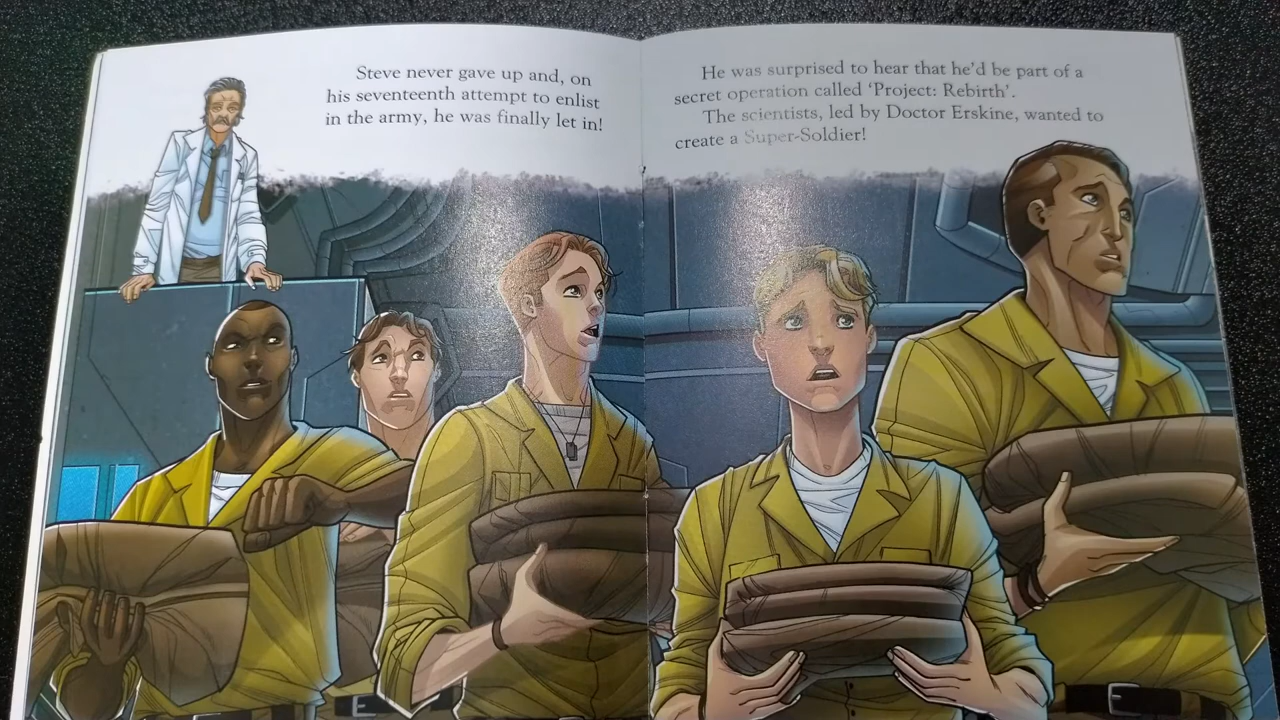 Steve never gave up and, on
his seventeenth attempt to enlist
in the army, he was finally let in!
He was surprised to hear that he’d be part of a
secret operation called ‘Project: Rebirth’.
The scientists, led by Doctor Erskine, wanted to
create a Super-Soldier!